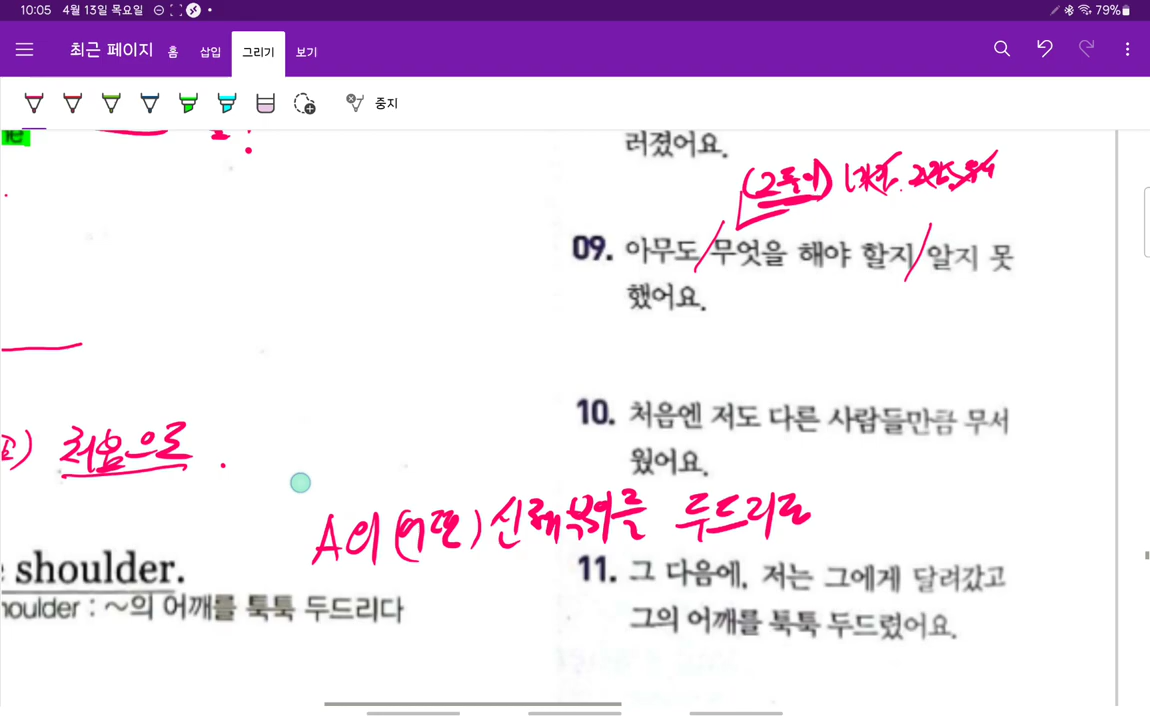 10:05 4월 13일 목요일 79%
최근 페이지 홈 삽입 그리기 보기
중지
러졌어요.
(2중어)
09. 아무도 무엇을 해야 할지 알지 못
했어요.
10. 처음엔 저도 다른 사람들만큼 무서
웠어요.
처음으로
A의 (어떤) 신체부위를 두드리다
shoulder.
houlder : ~의 어깨를 툭툭 두드리다
11. 그 다음에, 저는 그에게 달려갔고
그의 어깨를 툭툭 두드렸어요.